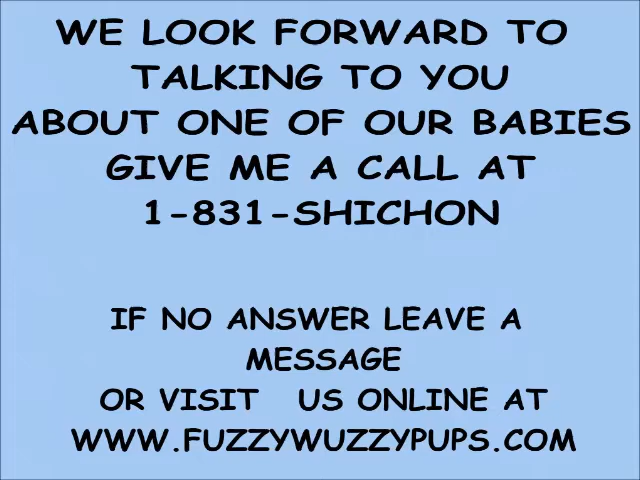 WE LOOK FORWARD TO
TALKING TO YOU
ABOUT ONE OF OUR BABIES
GIVE ME A CALL AT
1-831-SHICHON
IF NO ANSWER LEAVE A
MESSAGE
OR VISIT US ONLINE AT
WWW.FUZZYWUZZYPUPS.COM